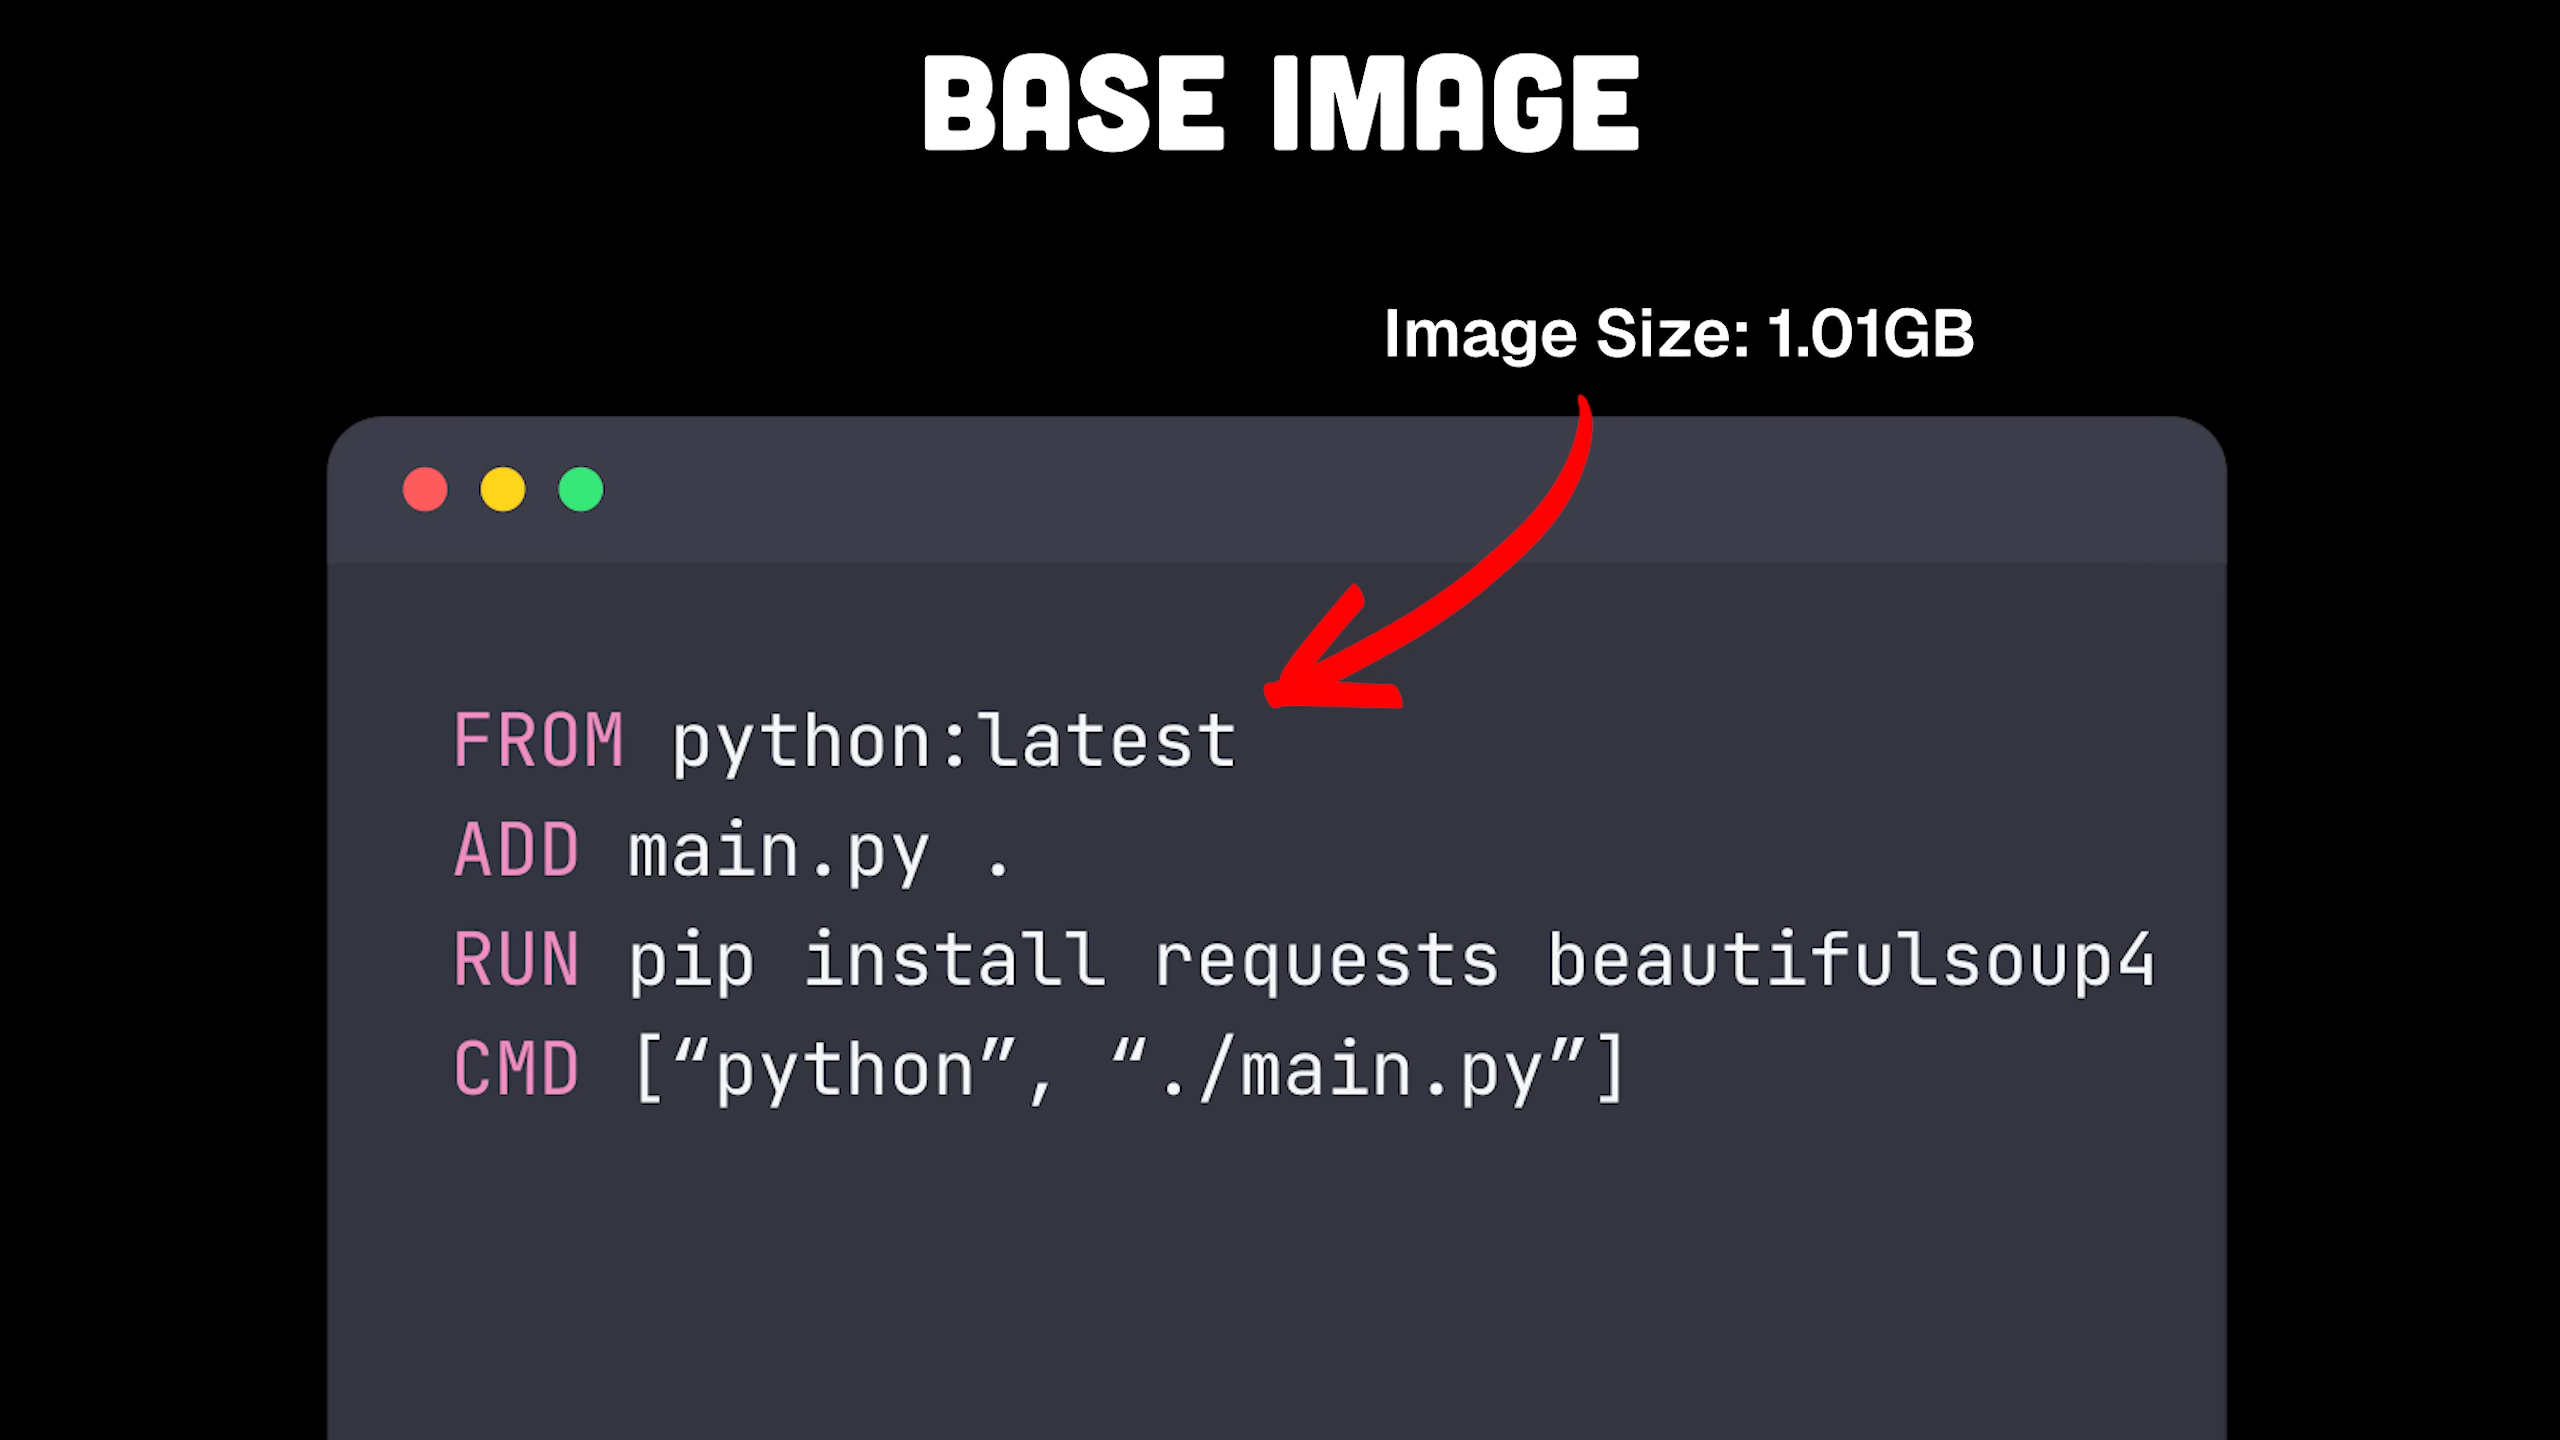 BASE IMAGE
Image Size: 1.01GB
FROM python:latest
ADD main.py .
RUN pip install requests beautifulsoup4
CMD [“python”, “./main.py”]